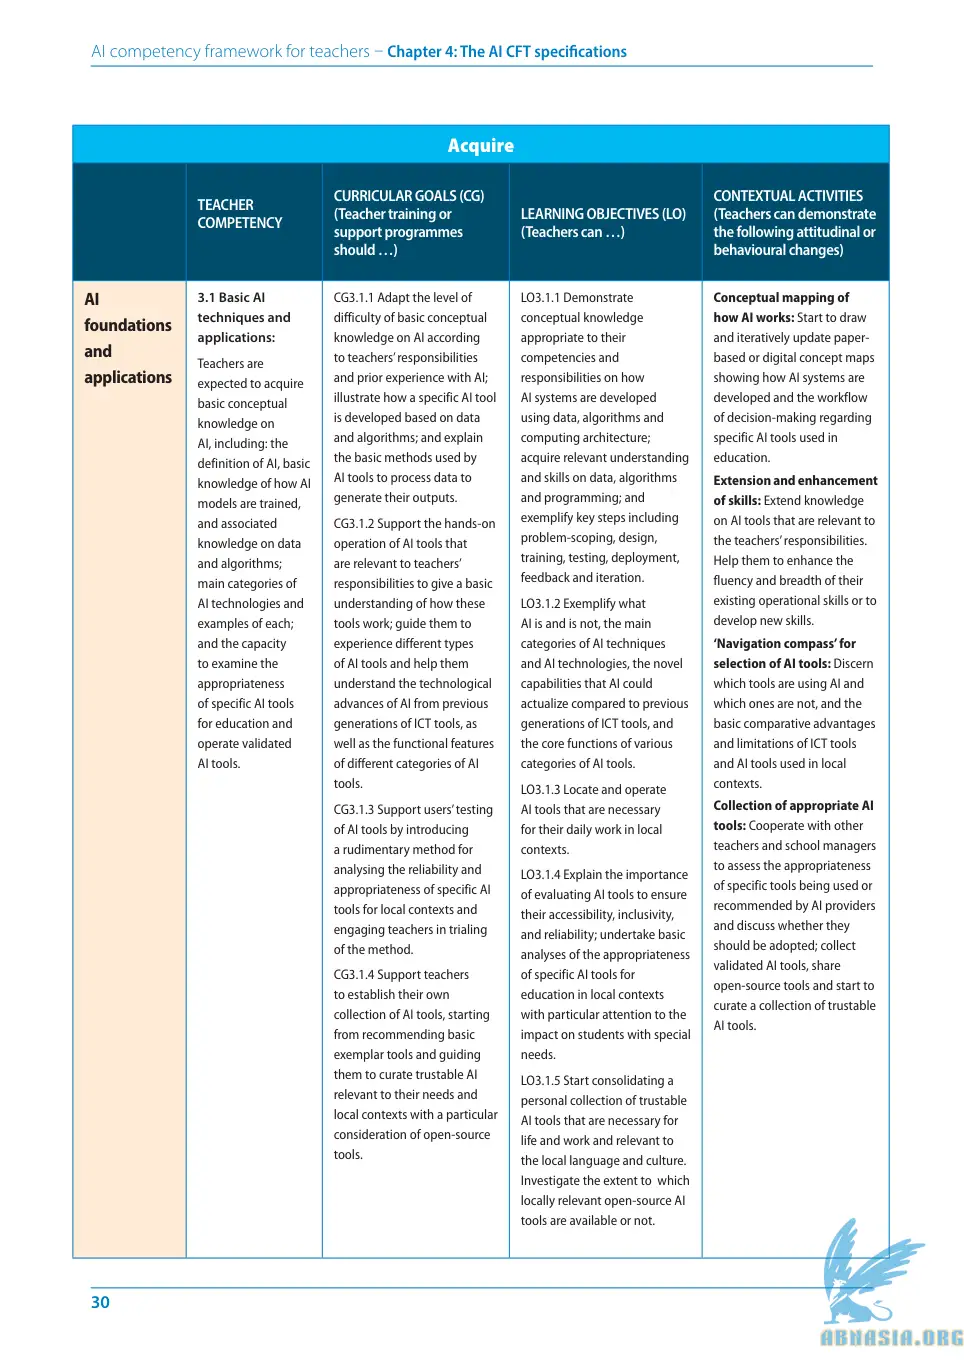 AI competency framework for teachers – Chapter 4: The AI CFT specifications
Acquire
TEACHER
COMPETENCY
CURRICULAR GOALS (CG)
(Teacher training or
support programmes
should …)
LEARNING OBJECTIVES (LO)
(Teachers can …)
CONTEXTUAL ACTIVITIES
(Teachers can demonstrate
the following attitudinal or
behavioural changes)
AI
foundations
and
applications
3.1 Basic AI
techniques and
applications:
Teachers are
expected to acquire
basic conceptual
knowledge on
AI, including: the
definition of AI, basic
knowledge of how AI
models are trained,
and associated
knowledge on data
and algorithms;
main categories of
AI technologies and
examples of each;
and the capacity
to examine the
appropriateness
of specific AI tools
for education and
operate validated
AI tools.
CG3.1.1 Adapt the level of
difficulty of basic conceptual
knowledge on AI according
to teachers’ responsibilities
and prior experience with AI;
illustrate how a specific AI tool
is developed based on data
and algorithms; and explain
the basic methods used by
AI tools to process data to
generate their outputs.
CG3.1.2 Support the hands-on
operation of AI tools that
are relevant to teachers’
responsibilities to give a basic
understanding of how these
tools work; guide them to
experience different types
of AI tools and help them
understand the technological
advances of AI from previous
generations of ICT tools, as
well as the functional features
of different categories of AI
tools.
CG3.1.3 Support users’ testing
of AI tools by introducing
a rudimentary method for
analysing the reliability and
appropriateness of specific AI
tools for local contexts and
engaging teachers in trialing
of the method.
CG3.1.4 Support teachers
to establish their own
collection of AI tools, starting
from recommending basic
exemplar tools and guiding
them to curate trustable AI
relevant to their needs and
local contexts with a particular
consideration of open-source
tools.
LO3.1.1 Demonstrate
conceptual knowledge
appropriate to their
competencies and
responsibilities on how
AI systems are developed
using data, algorithms and
computing architecture;
acquire relevant understanding
and skills on data, algorithms
and programming; and
exemplify key steps including
problem-scoping, design,
training, testing, deployment,
feedback and iteration.
LO3.1.2 Exemplify what
AI is and is not, the main
categories of AI techniques
and AI technologies, the novel
capabilities that AI could
actualize compared to previous
generations of ICT tools, and
the core functions of various
categories of AI tools.
LO3.1.3 Locate and operate
AI tools that are necessary
for their daily work in local
contexts.
LO3.1.4 Explain the importance
of evaluating AI tools to ensure
their accessibility, inclusivity,
and reliability; undertake basic
analyses of the appropriateness
of specific AI tools for
education in local contexts
with particular attention to the
impact on students with special
needs.
LO3.1.5 Start consolidating a
personal collection of trustable
AI tools that are necessary for
life and work and relevant to
the local language and culture.
Investigate the extent to which
locally relevant open-source AI
tools are available or not.
Conceptual mapping of
how AI works: Start to draw
and iteratively update paper-
based or digital concept maps
showing how AI systems are
developed and the workflow
of decision-making regarding
specific AI tools used in
education.
Extension and enhancement
of skills: Extend knowledge
on AI tools that are relevant to
the teachers’ responsibilities.
Help them to enhance the
fluency and breadth of their
existing operational skills or to
develop new skills.
‘Navigation compass’ for
selection of AI tools: Discern
which tools are using AI and
which ones are not, and the
basic comparative advantages
and limitations of ICT tools
and AI tools used in local
contexts.
Collection of appropriate AI
tools: Cooperate with other
teachers and school managers
to assess the appropriateness
of specific tools being used or
recommended by AI providers
and discuss whether they
should be adopted; collect
validated AI tools, share
open-source tools and start to
curate a collection of trustable
AI tools.
30
ABNASIA.ORG